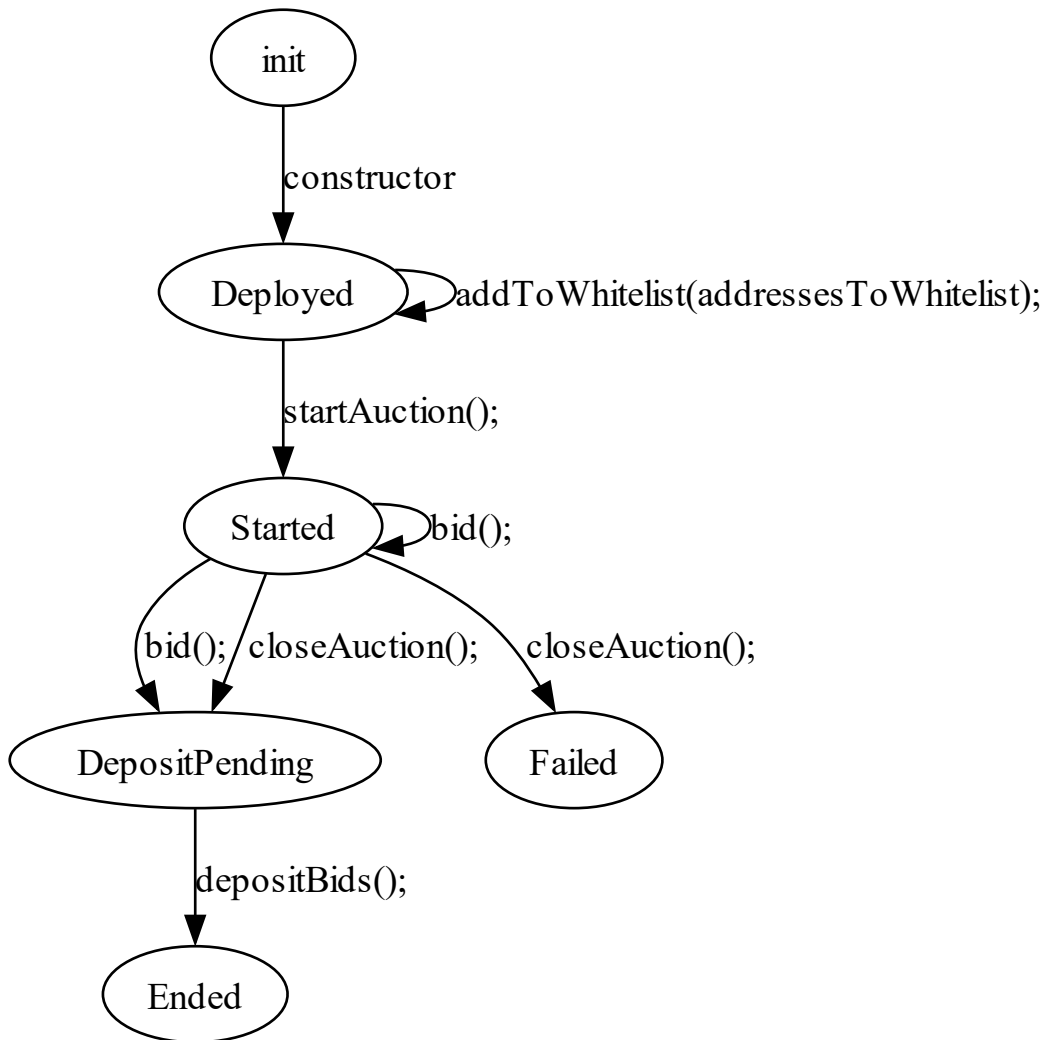 init
constructor
Deployed
addToWhitelist(addressesToWhitelist);
startAuction();
Started
bid();
bid();
closeAuction();
closeAuction();
DepositPending
Failed
depositBids();
Ended